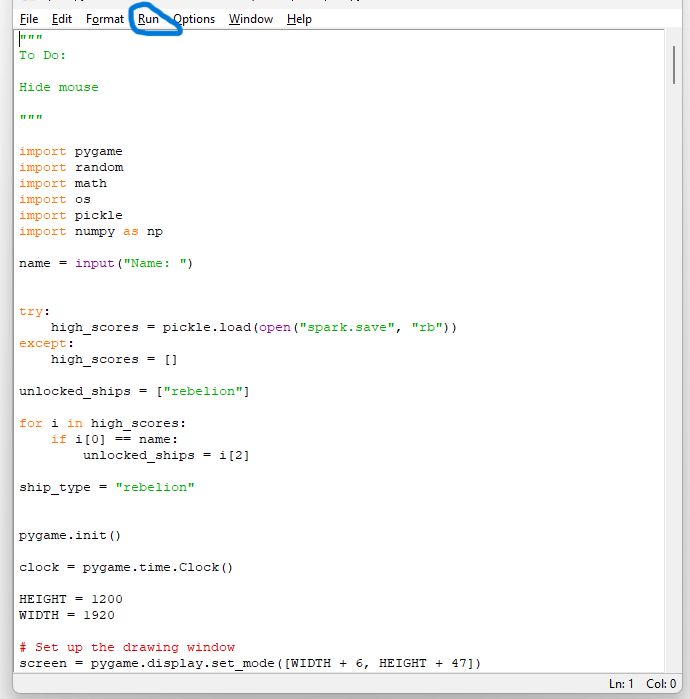 File Edit Format Run Options Window Help
"""
To Do:
Hide mouse
"""
import pygame
import random
import math
import os
import pickle
import numpy as np
name = input("Name: ")
try:
    high_scores = pickle.load(open("spark.save", "rb"))
except:
    high_scores = []
unlocked_ships = ["rebelion"]
for i in high_scores:
    if i[0] == name:
        unlocked_ships = i[2]
ship_type = "rebelion"
pygame.init()
clock = pygame.time.Clock()
HEIGHT = 1200
WIDTH = 1920
# Set up the drawing window
screen = pygame.display.set_mode([WIDTH + 6, HEIGHT + 47])
Ln: 1 Col: 0